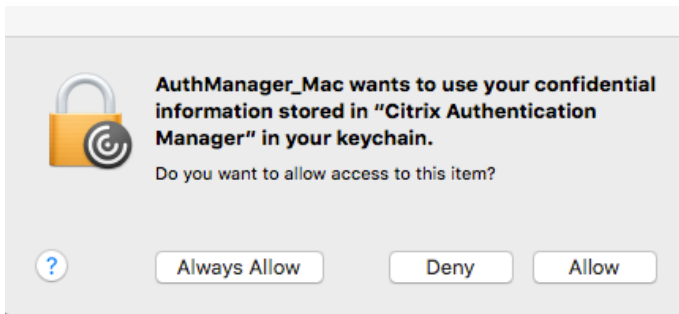 AuthManager_Mac wants to use your confidential
information stored in "Citrix Authentication
Manager" in your keychain.
Do you want to allow access to this item?
?
Always Allow
Deny
Allow